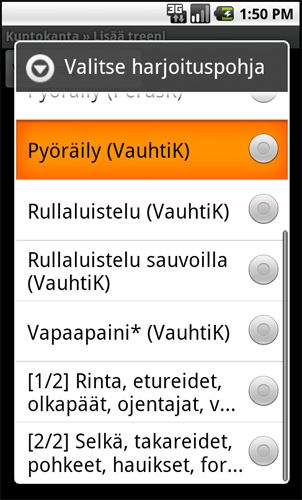 3G
1:50 PM
Kuntokanta » Lisää treeni
Valitse harjoituspohja
Pyöräily (PerusK)
Pyöräily (VauhtiK)
Rullaluistelu (VauhtiK)
Rullaluistelu sauvoilla
(VauhtiK)
Vapaapaini* (VauhtiK)
[1/2] Rinta, etureidet,
olkapäät, ojentajat, v...
[2/2] Selkä, takareidet,
pohkeet, hauikset, for...